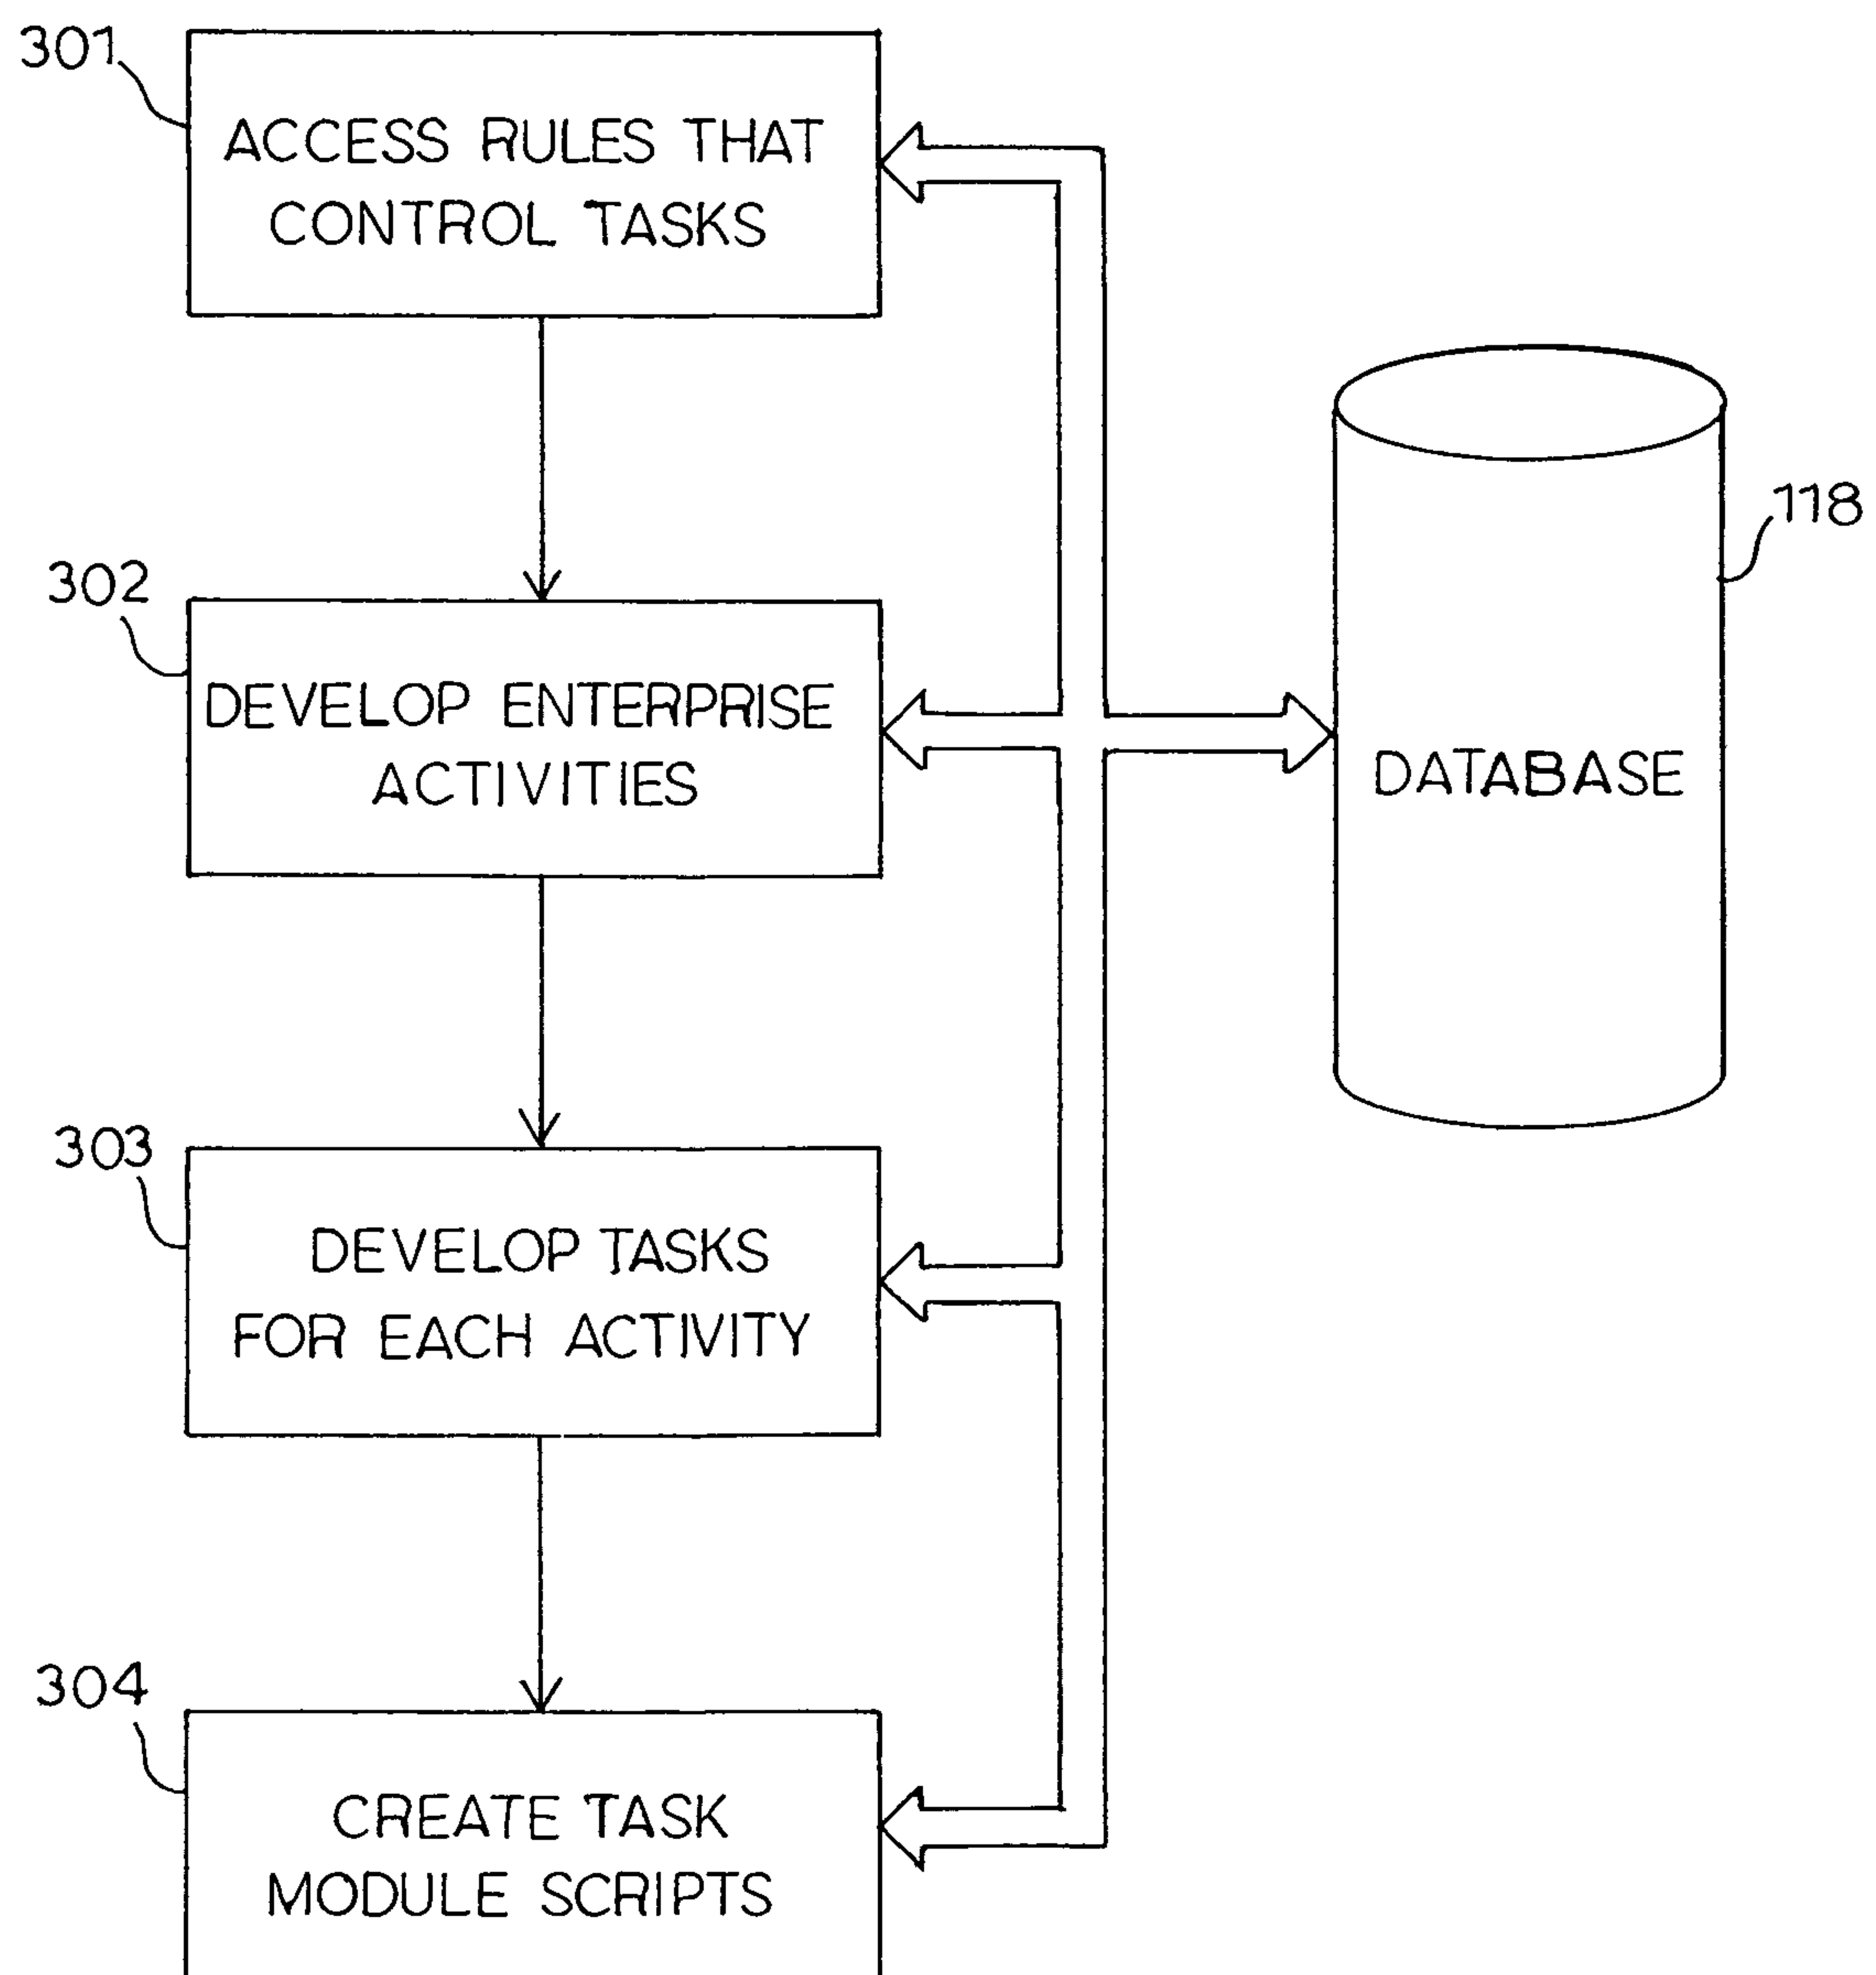 301
ACCESS RULES THAT
CONTROL TASKS
118
302
DEVELOP ENTERPRISE
ACTIVITIES
DATABASE
303
DEVELOP TASKS
FOR EACH ACTIVITY
304
CREATE TASK
MODULE SCRIPTS